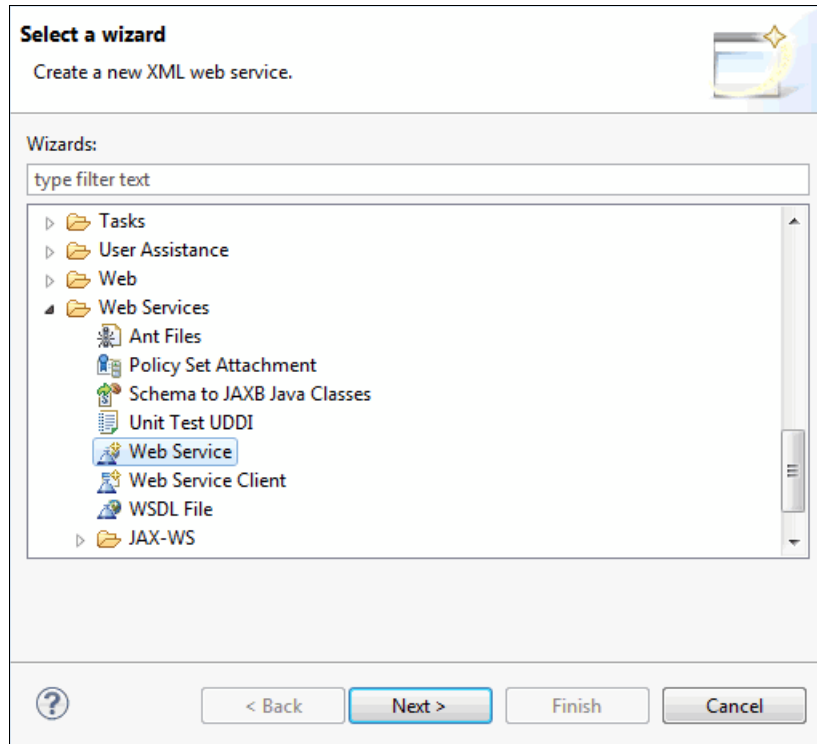 Select a wizard
Create a new XML web service.
Wizards:
type filter text
Tasks
User Assistance
Web
Web Services
Ant Files
Policy Set Attachment
Schema to JAXB Java Classes
Unit Test UDDI
Web Service
Web Service Client
WSDL File
JAX-WS
? < Back Next > Finish Cancel